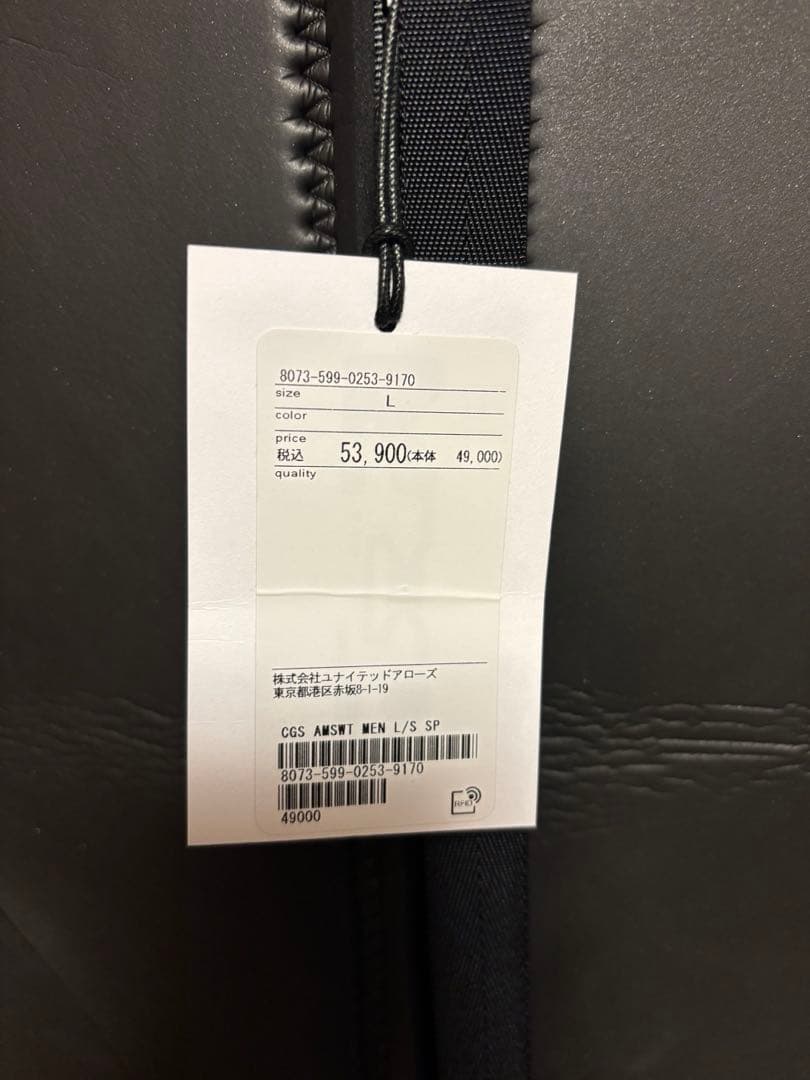 8073-599-0253-9170
size L
color
price
税込 53,900(本体 49,000)
quality
株式会社ユナイテッドアローズ
東京都港区赤坂8-1-19
CGS AMSWT MEN L/S SP
8073-599-0253-9170
49000
RFID